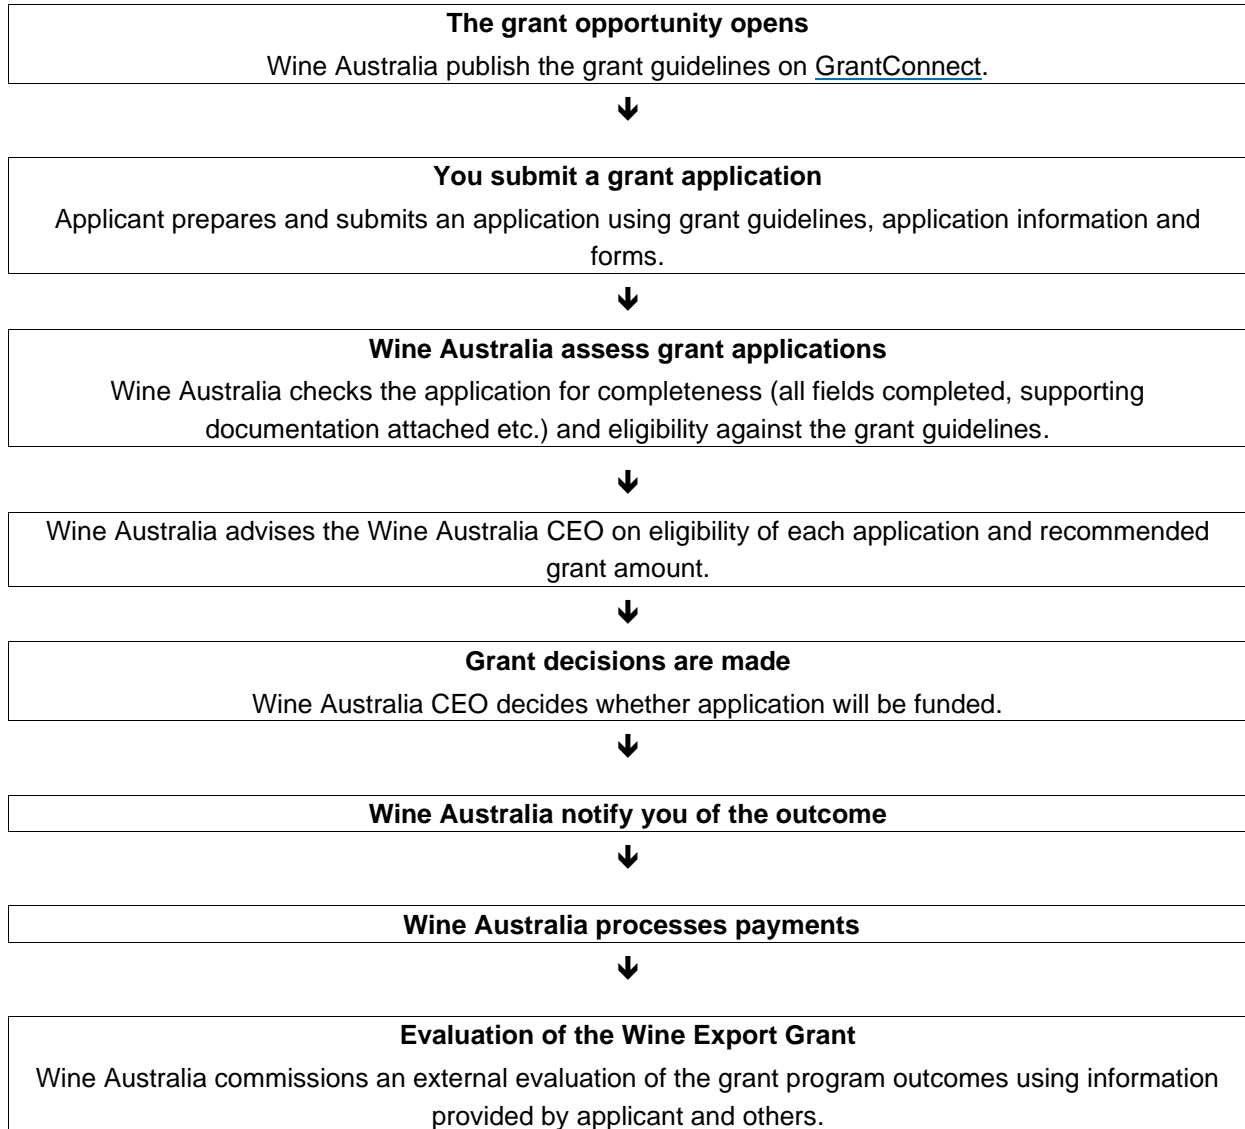 The grant opportunity opens
Wine Australia publish the grant guidelines on GrantConnect.
You submit a grant application
Applicant prepares and submits an application using grant guidelines, application information and
forms.
Wine Australia assess grant applications
Wine Australia checks the application for completeness (all fields completed, supporting
documentation attached etc.) and eligibility against the grant guidelines.
Wine Australia advises the Wine Australia CEO on eligibility of each application and recommended
grant amount.
Grant decisions are made
Wine Australia CEO decides whether application will be funded.
Wine Australia notify you of the outcome
Wine Australia processes payments
Evaluation of the Wine Export Grant
Wine Australia commissions an external evaluation of the grant program outcomes using information
provided by applicant and others.